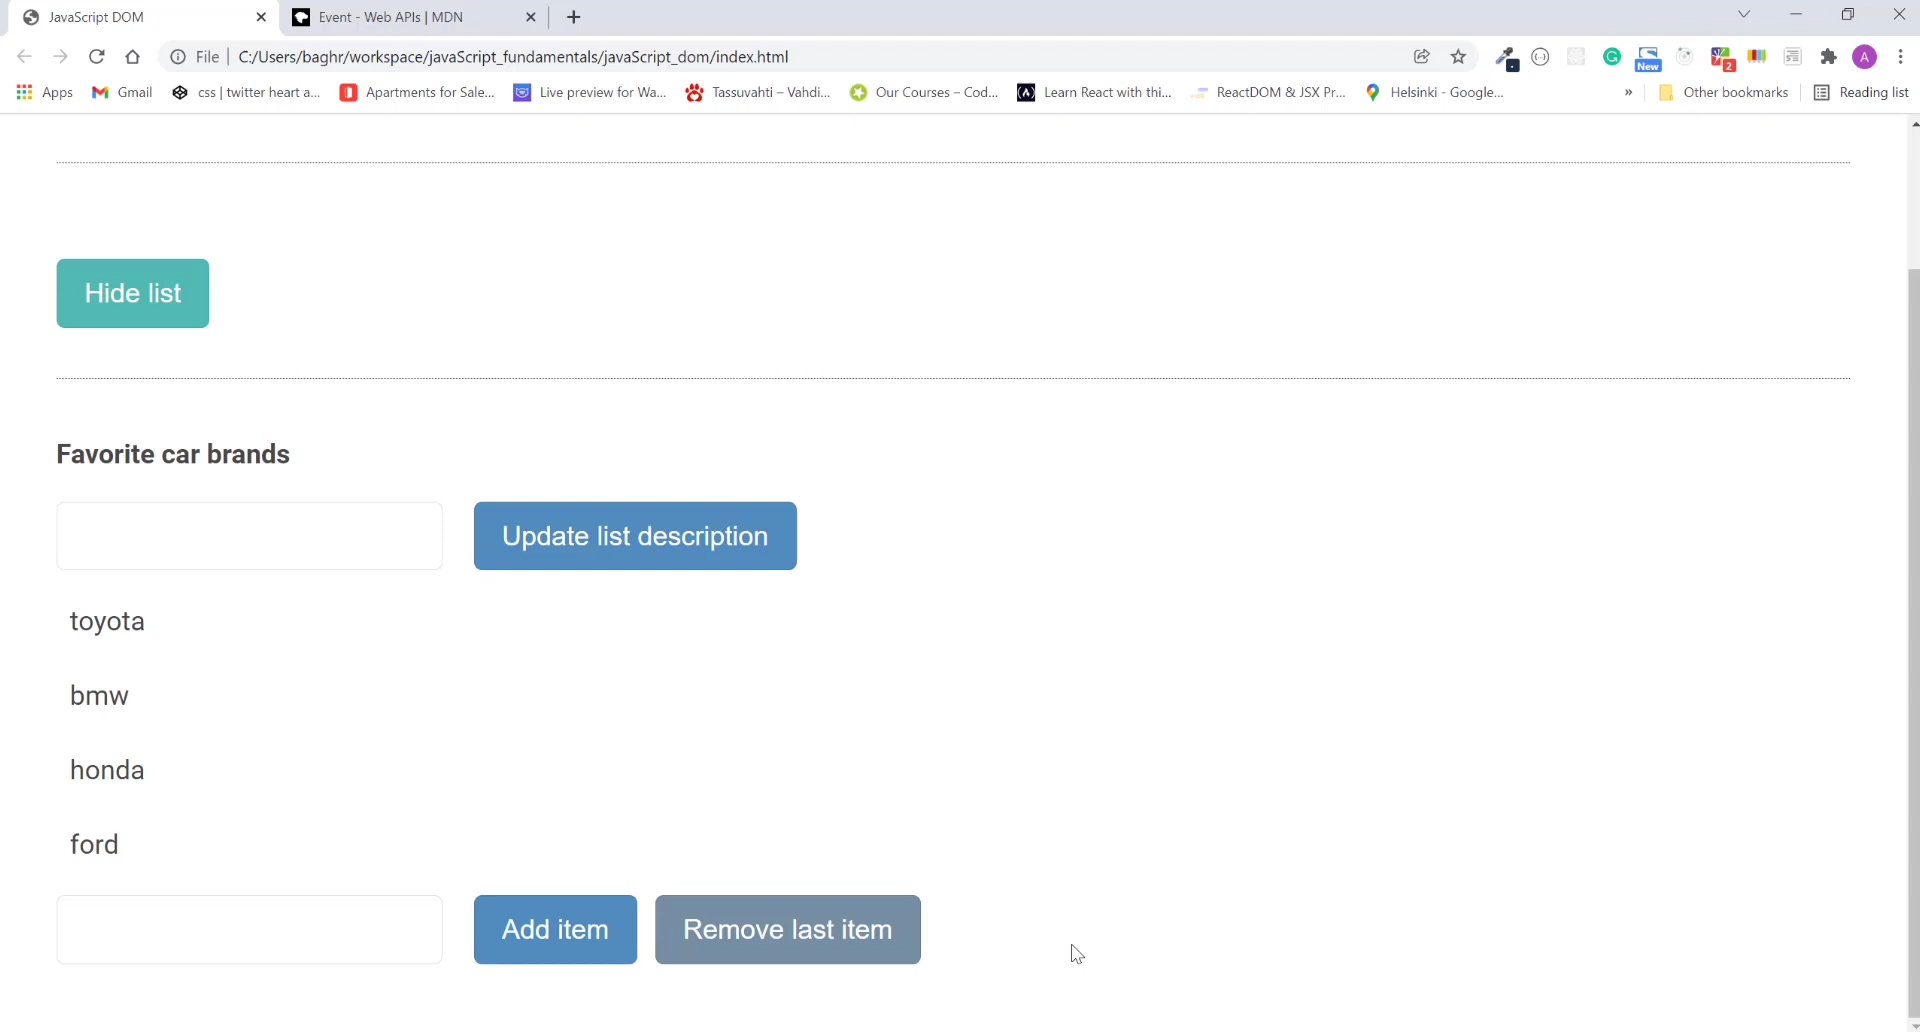 JavaScript DOM
Event - Web APIs | MDN
File C:/Users/baghr/workspace/javaScript_fundamentals/javaScript_dom/index.html
New
2
A
Apps Gmail css | twitter heart a... Apartments for Sale... Live preview for Wa... Tassuvahti – Vahdi... Our Courses – Cod... Learn React with thi... ReactDOM & JSX Pr... Helsinki - Google... » Other bookmarks Reading list
Hide list
Favorite car brands
Update list description
toyota
bmw
honda
ford
Add item Remove last item